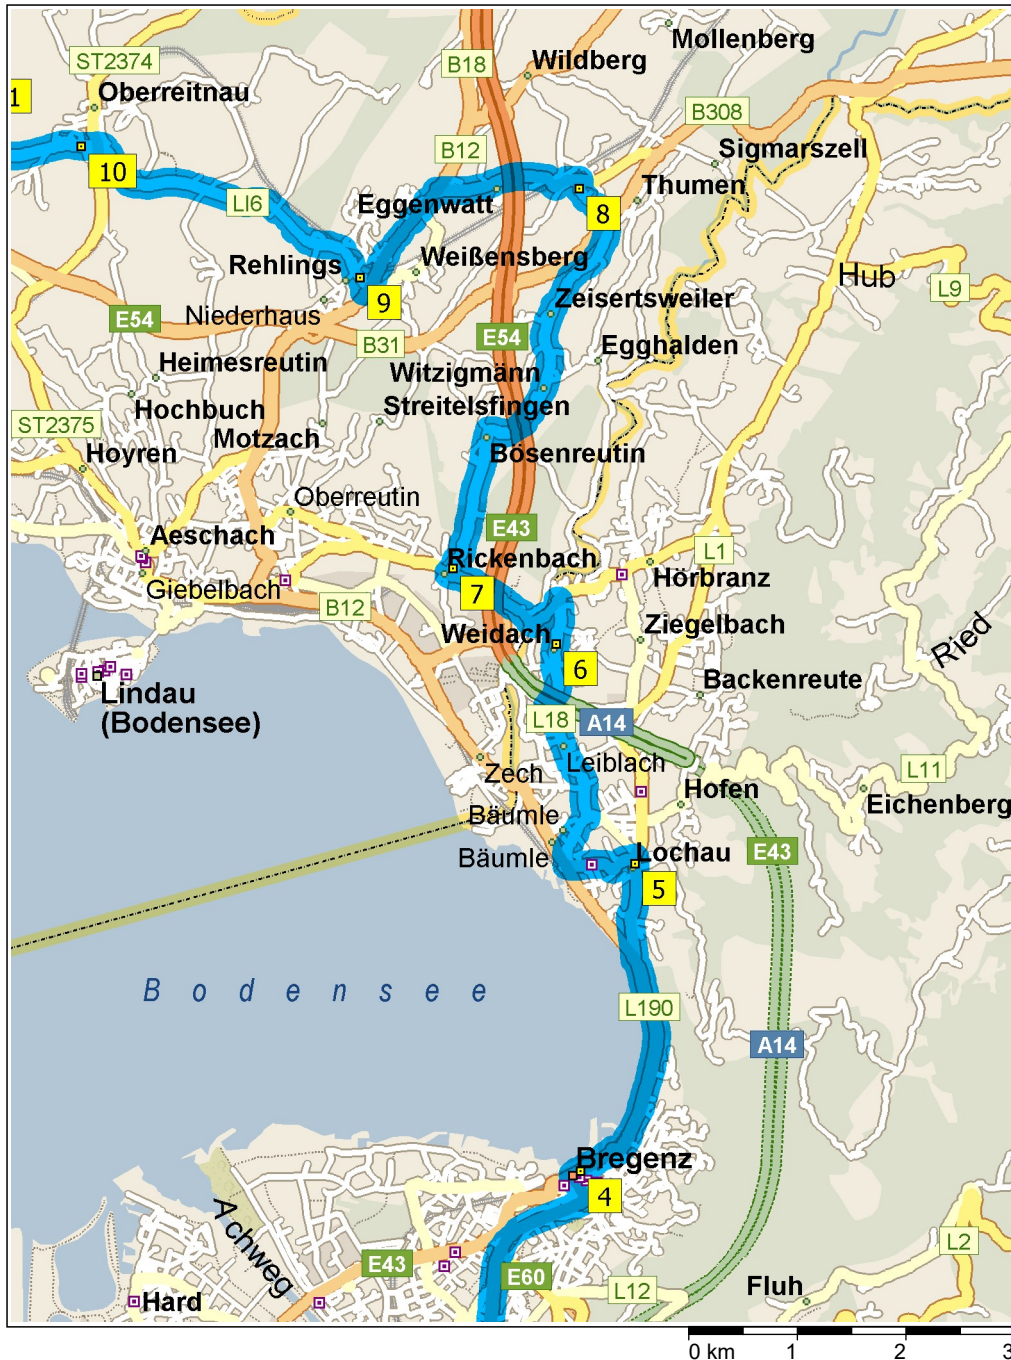 Mollenberg
ST2374
B18
Wildberg
1
Oberreitnau
B308
B12
Sigmarszell
10
Thumen
LI6
Eggenwatt
8
Rehlings
Weißensberg
Hub
L9
9
Zeisertsweiler
Niederhaus
E54
E54
B31
Egghalden
Heimesreutin
Witzigmänn
Hochbuch
Streitelsfingen
ST2375
Motzach
Hoyren
Bösenreutin
Oberreutin
E43
Aeschach
Rickenbach
L1
Hörbranz
Giebelbach
7
B12
Weidach
Ziegelbach
Ried
6
Lindau
(Bodensee)
Backenreute
L18
A14
Leiblach
Zech
L11
Hofen
Eichenberg
Bäumle
Bäumle
Lochau
E43
5
Bodensee
L190
A14
Bregenz
4
Achweg
L2
E43
E60
L12
Fluh
Hard
0 km 1 2 3